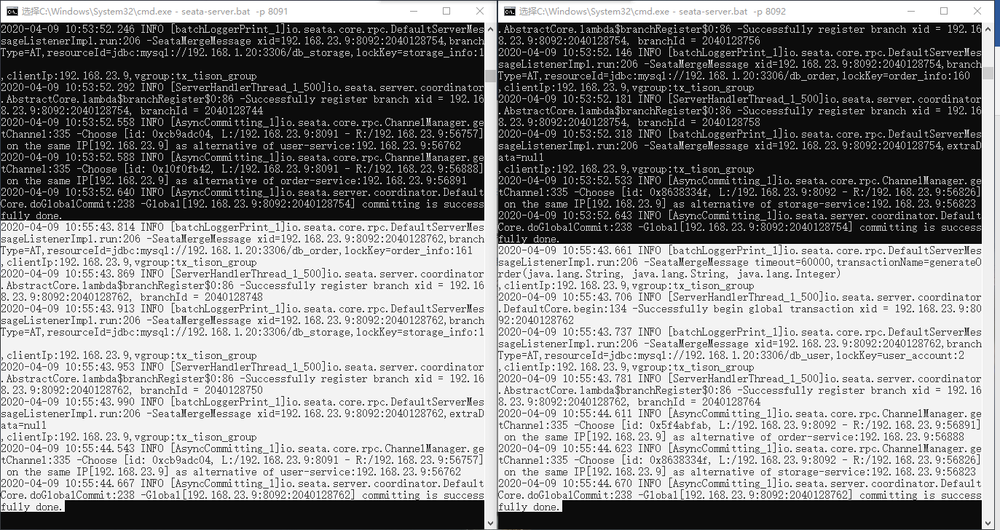 选择C:\Windows\System32\cmd.exe - seata-server.bat  -p 8091
2020-04-09 10:53:52.246 INFO [batchLoggerPrint_1]io.seata.core.rpc.DefaultServerMes
sageListenerImpl.run:206 -SeataMergeMessage xid=192.168.23.9:8092:2040128754,branch
Type=AT,resourceId=jdbc:mysql://192.168.1.20:3306/db_storage,lockKey=storage_info:1
,clientIp:192.168.23.9,vgroup:tx_tison_group
2020-04-09 10:53:52.292 INFO [ServerHandlerThread_1_500]io.seata.server.coordinator
.AbstractCore.lambda$branchRegister$0:86 -Successfully register branch xid = 192.16
8.23.9:8092:2040128754, branchId = 2040128744
2020-04-09 10:53:52.558 INFO [AsyncCommitting_1]io.seata.core.rpc.ChannelManager.ge
tChannel:335 -Choose [id: 0xcb9adc04, L:/192.168.23.9:8091 - R:/192.168.23.9:56757]
 on the same IP[192.168.23.9] as alternative of user-service:192.168.23.9:56762
2020-04-09 10:53:52.588 INFO [AsyncCommitting_1]io.seata.core.rpc.ChannelManager.ge
tChannel:335 -Choose [id: 0x10f0fb42, L:/192.168.23.9:8091 - R:/192.168.23.9:56888]
 on the same IP[192.168.23.9] as alternative of order-service:192.168.23.9:56891
2020-04-09 10:53:52.640 INFO [AsyncCommitting_1]io.seata.server.coordinator.Default
Core.doGlobalCommit:238 -Global[192.168.23.9:8092:2040128754] committing is success
fully done.
2020-04-09 10:55:43.814 INFO [batchLoggerPrint_1]io.seata.core.rpc.DefaultServerMes
sageListenerImpl.run:206 -SeataMergeMessage xid=192.168.23.9:8092:2040128762,branch
Type=AT,resourceId=jdbc:mysql://192.168.1.20:3306/db_order,lockKey=order_info:161
,clientIp:192.168.23.9,vgroup:tx_tison_group
2020-04-09 10:55:43.869 INFO [ServerHandlerThread_1_500]io.seata.server.coordinator
.AbstractCore.lambda$branchRegister$0:86 -Successfully register branch xid = 192.16
8.23.9:8092:2040128762, branchId = 2040128748
2020-04-09 10:55:43.913 INFO [batchLoggerPrint_1]io.seata.core.rpc.DefaultServerMes
sageListenerImpl.run:206 -SeataMergeMessage xid=192.168.23.9:8092:2040128762,branch
Type=AT,resourceId=jdbc:mysql://192.168.1.20:3306/db_storage,lockKey=storage_info:1
,clientIp:192.168.23.9,vgroup:tx_tison_group
2020-04-09 10:55:43.953 INFO [ServerHandlerThread_1_500]io.seata.server.coordinator
.AbstractCore.lambda$branchRegister$0:86 -Successfully register branch xid = 192.16
8.23.9:8092:2040128762, branchId = 2040128750
2020-04-09 10:55:43.990 INFO [batchLoggerPrint_1]io.seata.core.rpc.DefaultServerMes
sageListenerImpl.run:206 -SeataMergeMessage xid=192.168.23.9:8092:2040128762,extraD
ata=null
,clientIp:192.168.23.9,vgroup:tx_tison_group
2020-04-09 10:55:44.543 INFO [AsyncCommitting_1]io.seata.core.rpc.ChannelManager.ge
tChannel:335 -Choose [id: 0xcb9adc04, L:/192.168.23.9:8091 - R:/192.168.23.9:56757]
 on the same IP[192.168.23.9] as alternative of user-service:192.168.23.9:56762
2020-04-09 10:55:44.667 INFO [AsyncCommitting_1]io.seata.server.coordinator.Default
Core.doGlobalCommit:238 -Global[192.168.23.9:8092:2040128762] committing is success
fully done.
选择C:\Windows\System32\cmd.exe - seata-server.bat  -p 8092
.AbstractCore.lambda$branchRegister$0:86 -Successfully register branch xid = 192.16
8.23.9:8092:2040128754, branchId = 2040128756
2020-04-09 10:53:52.146 INFO [batchLoggerPrint_1]io.seata.core.rpc.DefaultServerMes
sageListenerImpl.run:206 -SeataMergeMessage xid=192.168.23.9:8092:2040128754,branch
Type=AT,resourceId=jdbc:mysql://192.168.1.20:3306/db_order,lockKey=order_info:160
,clientIp:192.168.23.9,vgroup:tx_tison_group
2020-04-09 10:53:52.181 INFO [ServerHandlerThread_1_500]io.seata.server.coordinator
.AbstractCore.lambda$branchRegister$0:86 -Successfully register branch xid = 192.16
8.23.9:8092:2040128754, branchId = 2040128758
2020-04-09 10:53:52.318 INFO [batchLoggerPrint_1]io.seata.core.rpc.DefaultServerMes
sageListenerImpl.run:206 -SeataMergeMessage xid=192.168.23.9:8092:2040128754,extraD
ata=null
,clientIp:192.168.23.9,vgroup:tx_tison_group
2020-04-09 10:53:52.533 INFO [AsyncCommitting_1]io.seata.core.rpc.ChannelManager.ge
tChannel:335 -Choose [id: 0x8638334f, L:/192.168.23.9:8092 - R:/192.168.23.9:56826]
 on the same IP[192.168.23.9] as alternative of storage-service:192.168.23.9:56823
2020-04-09 10:53:52.643 INFO [AsyncCommitting_1]io.seata.server.coordinator.Default
Core.doGlobalCommit:238 -Global[192.168.23.9:8092:2040128754] committing is success
fully done.
2020-04-09 10:55:43.661 INFO [batchLoggerPrint_1]io.seata.core.rpc.DefaultServerMes
sageListenerImpl.run:206 -SeataMergeMessage timeout=60000,transactionName=generateO
rder(java.lang.String, java.lang.String, java.lang.Integer)
,clientIp:192.168.23.9,vgroup:tx_tison_group
2020-04-09 10:55:43.706 INFO [ServerHandlerThread_1_500]io.seata.server.coordinator
.DefaultCore.begin:134 -Successfully begin global transaction xid = 192.168.23.9:80
92:2040128762
2020-04-09 10:55:43.737 INFO [batchLoggerPrint_1]io.seata.core.rpc.DefaultServerMes
sageListenerImpl.run:206 -SeataMergeMessage xid=192.168.23.9:8092:2040128762,branch
Type=AT,resourceId=jdbc:mysql://192.168.1.20:3306/db_user,lockKey=user_account:2
,clientIp:192.168.23.9,vgroup:tx_tison_group
2020-04-09 10:55:43.781 INFO [ServerHandlerThread_1_500]io.seata.server.coordinator
.AbstractCore.lambda$branchRegister$0:86 -Successfully register branch xid = 192.16
8.23.9:8092:2040128762, branchId = 2040128764
2020-04-09 10:55:44.611 INFO [AsyncCommitting_1]io.seata.core.rpc.ChannelManager.ge
tChannel:335 -Choose [id: 0x5f4abfab, L:/192.168.23.9:8092 - R:/192.168.23.9:56891]
 on the same IP[192.168.23.9] as alternative of order-service:192.168.23.9:56888
2020-04-09 10:55:44.623 INFO [AsyncCommitting_1]io.seata.core.rpc.ChannelManager.ge
tChannel:335 -Choose [id: 0x8638334f, L:/192.168.23.9:8092 - R:/192.168.23.9:56826]
 on the same IP[192.168.23.9] as alternative of storage-service:192.168.23.9:56823
2020-04-09 10:55:44.670 INFO [AsyncCommitting_1]io.seata.server.coordinator.Default
Core.doGlobalCommit:238 -Global[192.168.23.9:8092:2040128762] committing is success
fully done.